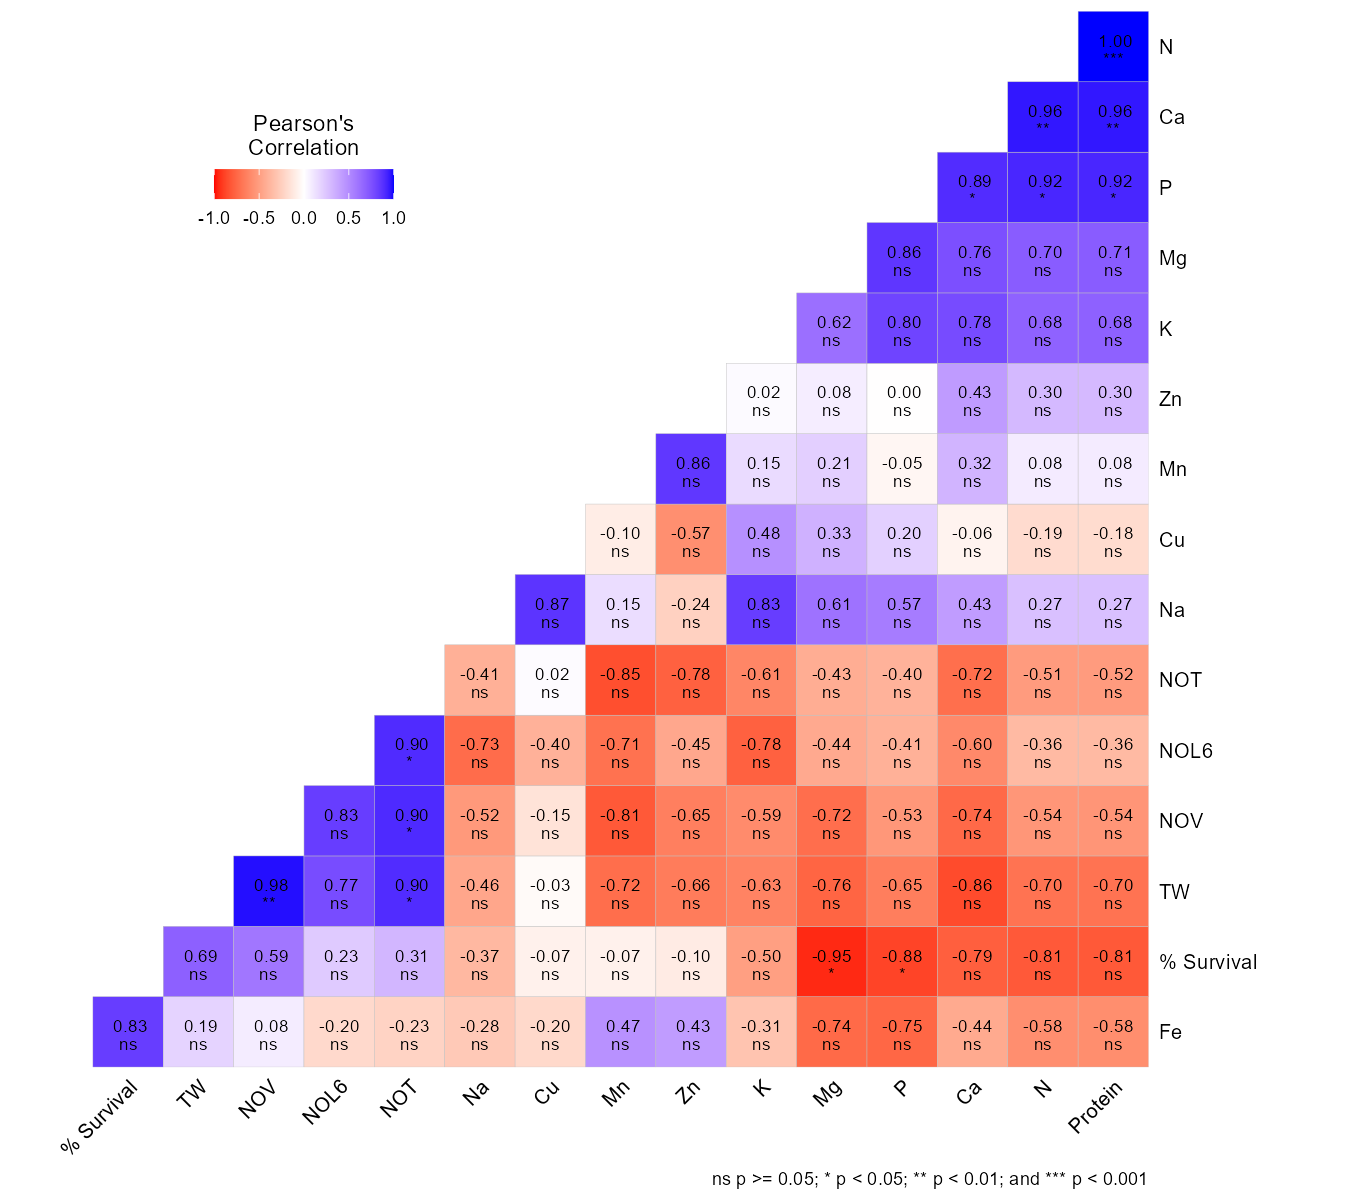 1.00 N
***
Pearson's
Correlation
-1.0 -0.5 0.0 0.5 1.0
0.96 0.96 Ca
** **
0.89 0.92 0.92 P
* * *
0.86 0.76 0.70 0.71 Mg
ns ns ns ns
0.62 0.80 0.78 0.68 0.68 K
ns ns ns ns ns
0.02 0.08 0.00 0.43 0.30 0.30 Zn
ns ns ns ns ns ns
0.86 0.15 0.21 -0.05 0.32 0.08 0.08 Mn
ns ns ns ns ns ns ns
-0.10 -0.57 0.48 0.33 0.20 -0.06 -0.19 -0.18 Cu
ns ns ns ns ns ns ns ns
0.87 0.15 -0.24 0.83 0.61 0.57 0.43 0.27 0.27 Na
ns ns ns ns ns ns ns ns ns
-0.41 0.02 -0.85 -0.78 -0.61 -0.43 -0.40 -0.72 -0.51 -0.52 NOT
ns ns ns ns ns ns ns ns ns ns
0.90 -0.73 -0.40 -0.71 -0.45 -0.78 -0.44 -0.41 -0.60 -0.36 -0.36 NOL6
* ns ns ns ns ns ns ns ns ns ns
0.83 0.90 -0.52 -0.15 -0.81 -0.65 -0.59 -0.72 -0.53 -0.74 -0.54 -0.54 NOV
ns * ns ns ns ns ns ns ns ns ns ns
0.98 0.77 0.90 -0.46 -0.03 -0.72 -0.66 -0.63 -0.76 -0.65 -0.86 -0.70 -0.70 TW
** ns * ns ns ns ns ns ns ns ns ns ns
0.69 0.59 0.23 0.31 -0.37 -0.07 -0.07 -0.10 -0.50 -0.95 -0.88 -0.79 -0.81 -0.81 % Survival
ns ns ns ns ns ns ns ns ns * * ns ns ns
0.83 0.19 0.08 -0.20 -0.23 -0.28 -0.20 0.47 0.43 -0.31 -0.74 -0.75 -0.44 -0.58 -0.58 Fe
ns ns ns ns ns ns ns ns ns ns ns ns ns ns ns
% Survival TW NOV NOL6 NOT Na Cu Mn Zn K Mg P Ca N Protein
ns p >= 0.05; * p < 0.05; ** p < 0.01; and *** p < 0.001